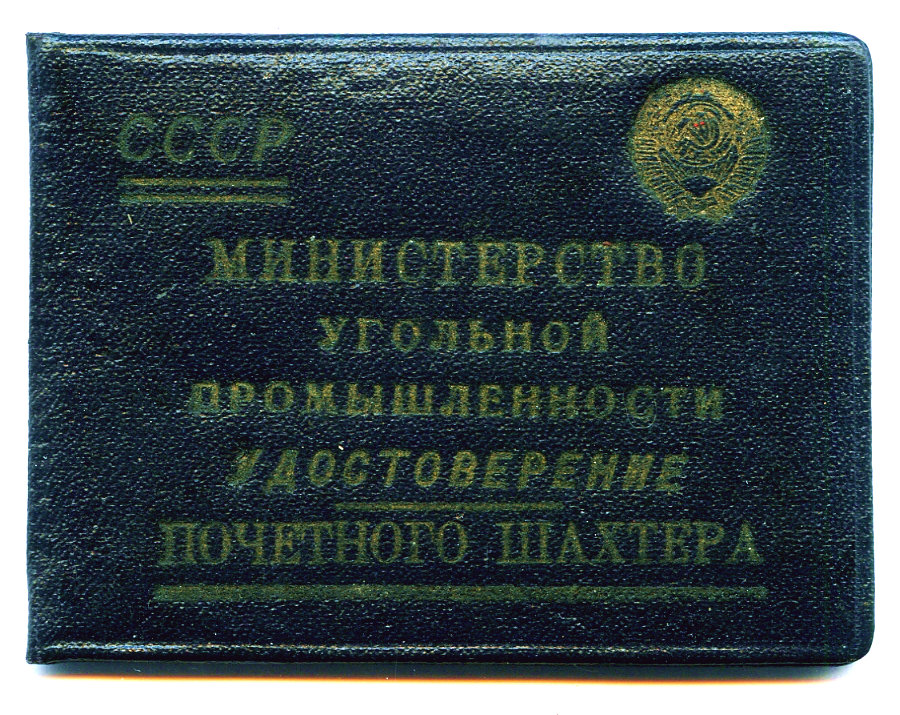 СССР
МИНИСТЕРСТВО
УГОЛЬНОЙ
ПРОМЫШЛЕННОСТИ
УДОСТОВЕРЕНИЕ
ПОЧЕТНОГО ШАХТЕРА